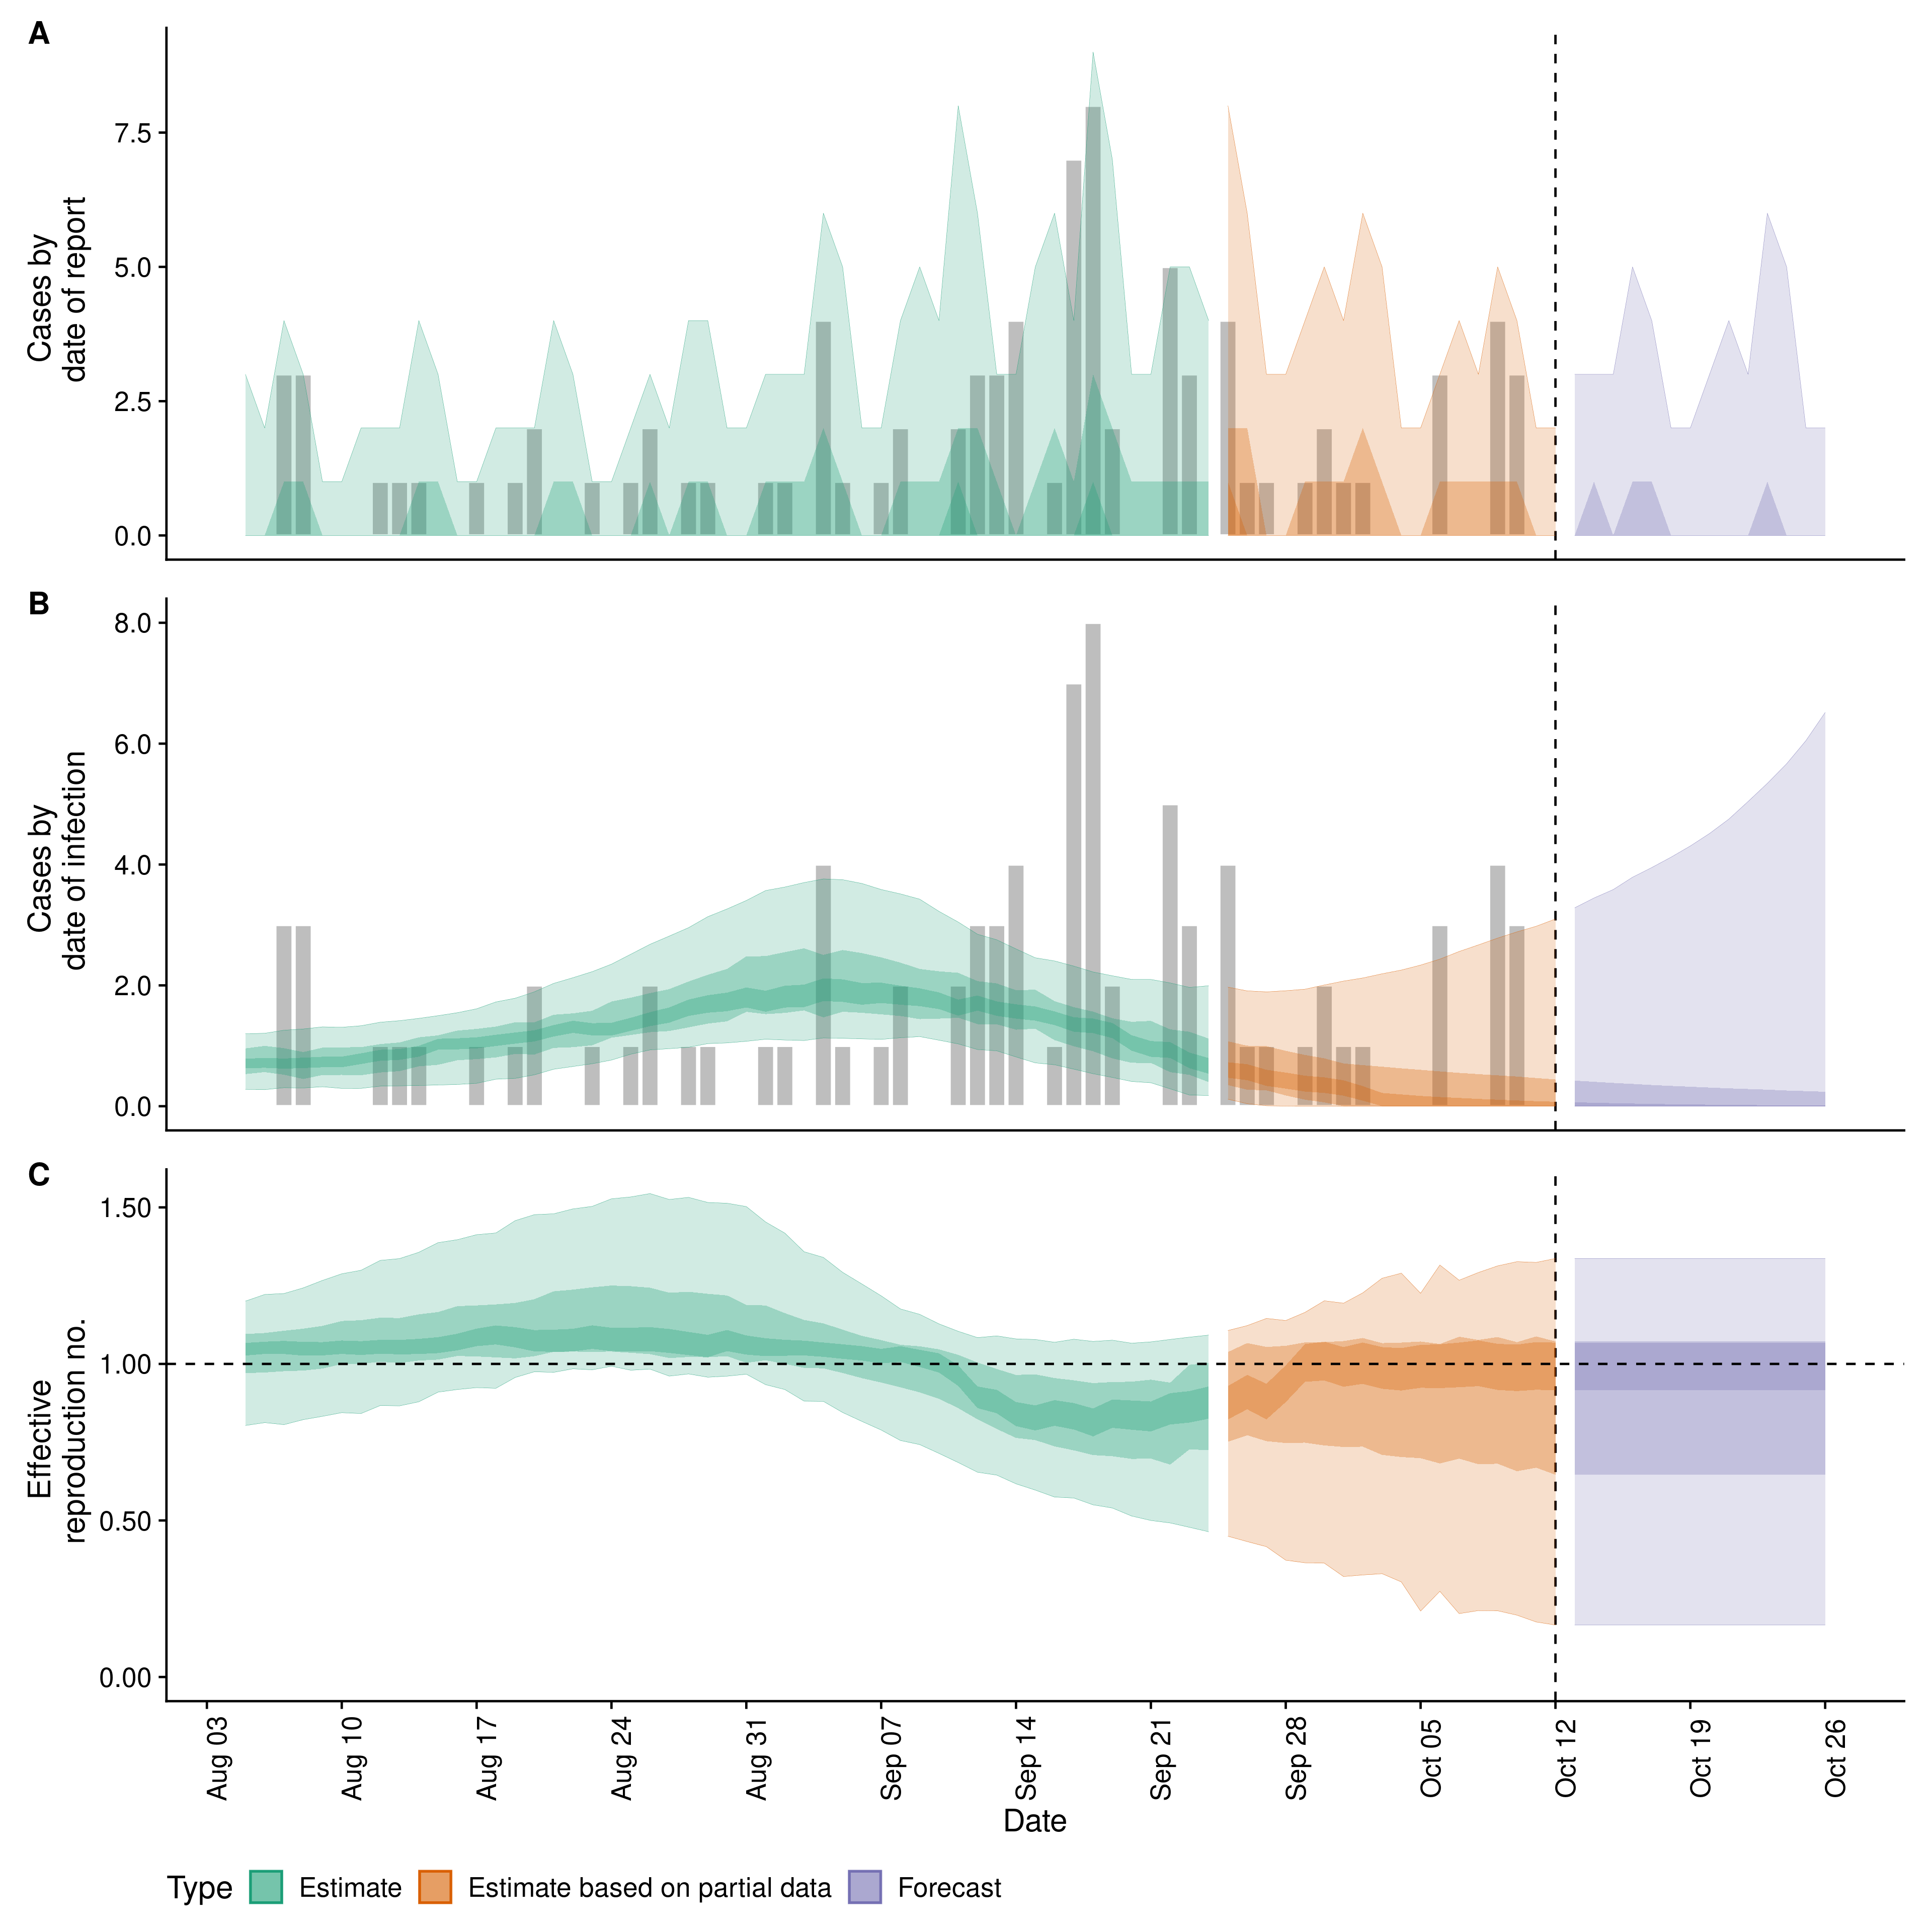 A
Cases by
date of report
7.5
5.0
2.5
0.0
B
Cases by
date of infection
8.0
6.0
4.0
2.0
0.0
C
Effective
reproduction no.
1.50
1.00
0.50
0.00
Aug 03
Aug 10
Aug 17
Aug 24
Aug 31
Sep 07
Sep 14
Sep 21
Sep 28
Oct 05
Oct 12
Oct 19
Oct 26
Date
Type Estimate Estimate based on partial data Forecast